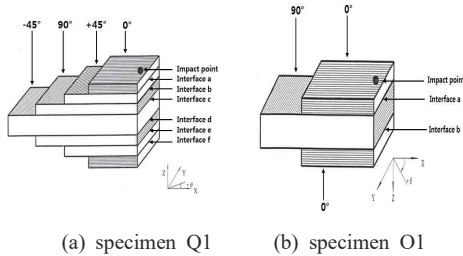 -45° 90° +45° 0°
Impact point
Interface a
Interface b
Interface c
Interface d
Interface e
Interface f
Z Y
+θ
X
(a) specimen Q1
90° 0°
Impact point
Interface a
Interface b
X
+θ
Y Z
0°
(b) specimen O1